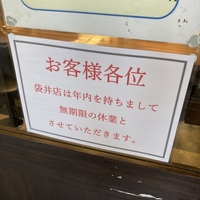 お客様各位
袋井店は年内を持ちまして
無期限の休業と
させていただきます。